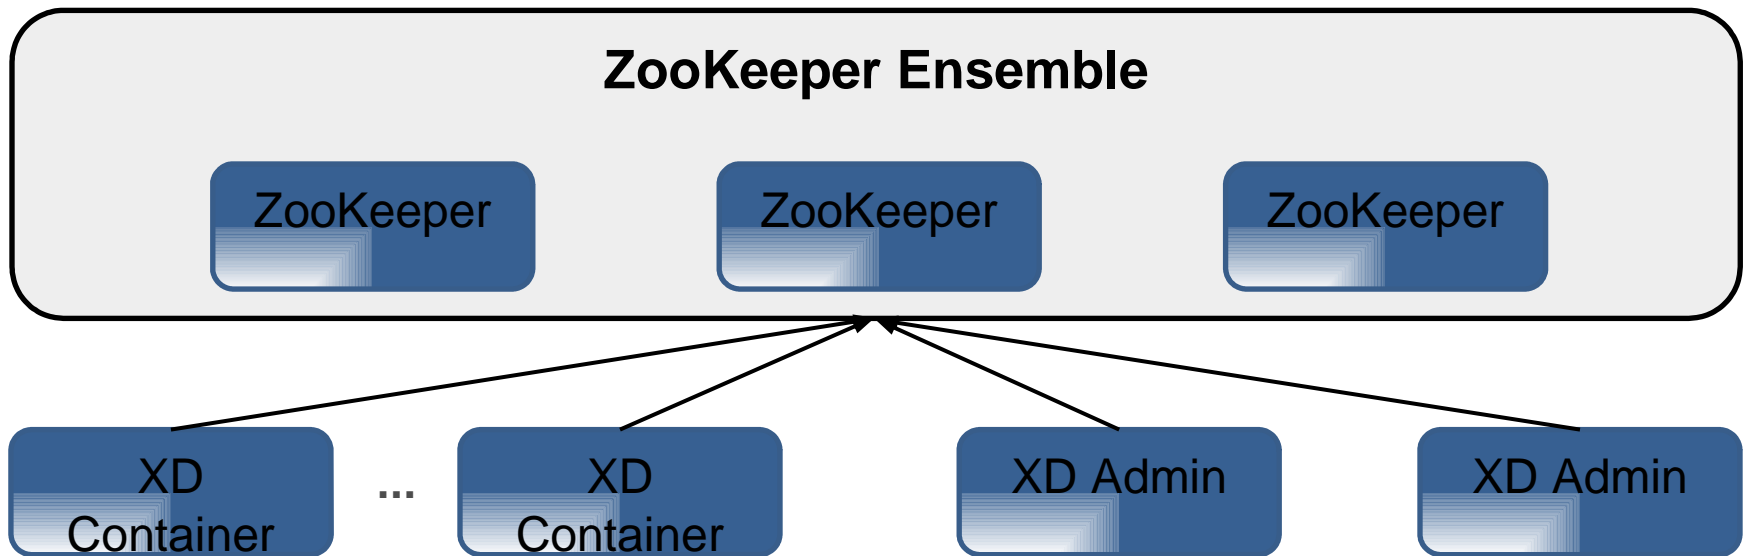 ZooKeeper Ensemble
ZooKeeper
ZooKeeper
ZooKeeper
XD
Container
...
XD
Container
XD Admin
XD Admin